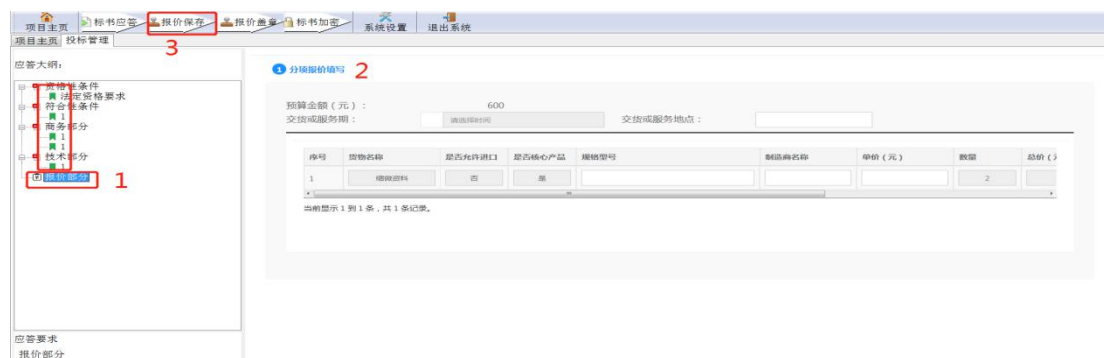 项目主页 标书应答 报价保存 报价盖章 标书加密 系统设置 退出系统
项目主页 投标管理
3
应答大纲：
1 分项报价填写 2
资格性条件
法定资格要求
符合性条件
1
商务部分
1
1
技术部分
1
报价部分 1
预算金额（元）： 600
交货或服务期： 请选择时间 交货或服务地点：
序号 货物名称 是否允许进口 是否核心产品 规格型号 制造商名称 单价（元） 数量 总价（
1 缩微资料 否 是 2
当前显示 1 到 1 条，共 1 条记录。
应答要求
报价部分